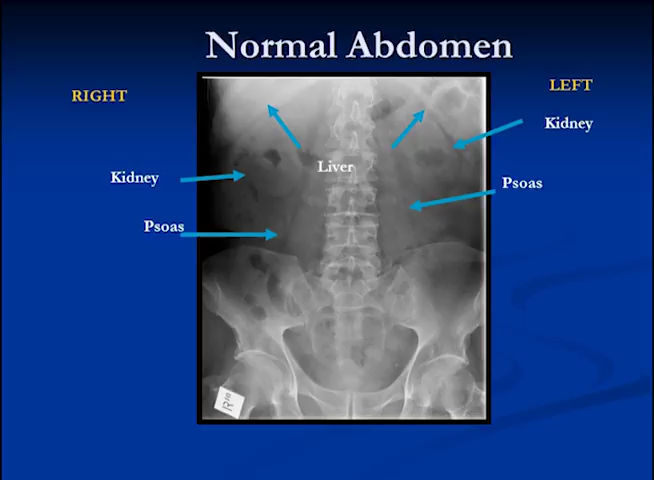 Normal Abdomen
RIGHT
LEFT
Kidney
Liver
Kidney
Psoas
Psoas